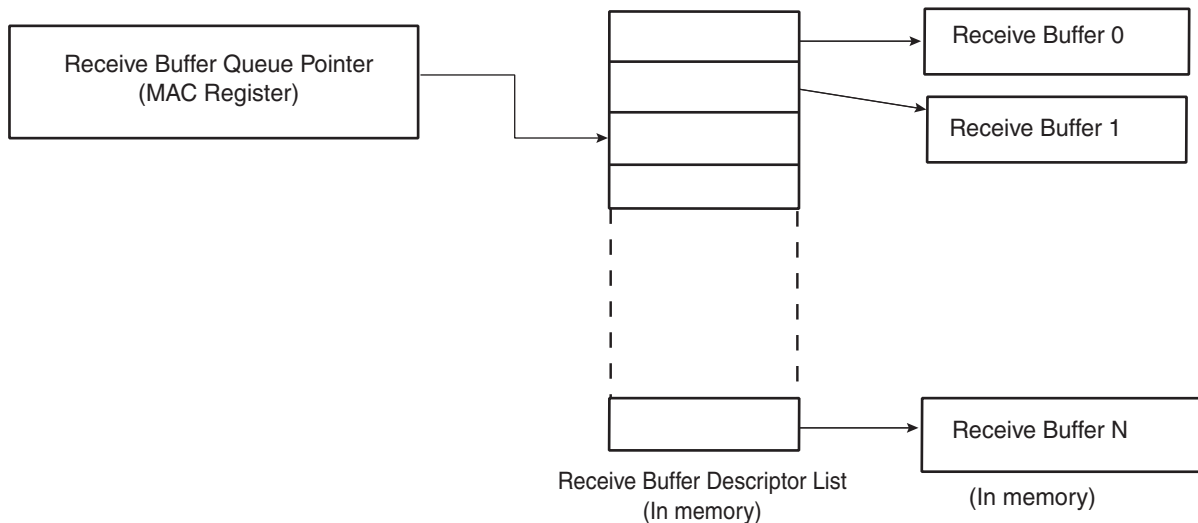 Receive Buffer Queue Pointer
(MAC Register)
Receive Buffer 0
Receive Buffer 1
Receive Buffer N
Receive Buffer Descriptor List
(In memory)
(In memory)